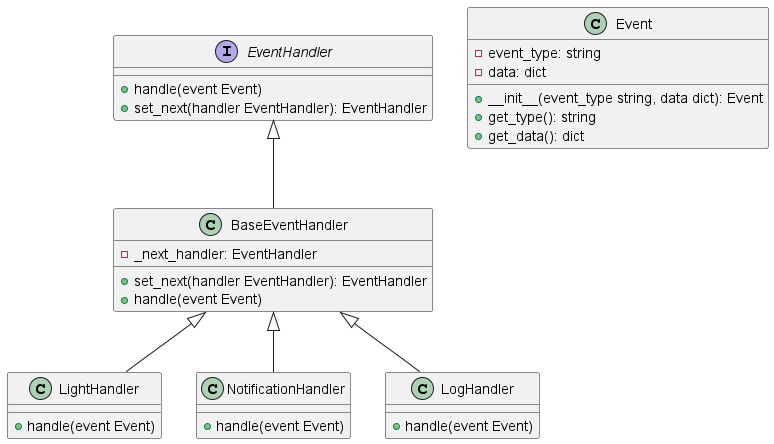 I EventHandler
handle(event Event)
set_next(handler EventHandler): EventHandler
C Event
event_type: string
data: dict
__init__(event_type string, data dict): Event
get_type(): string
get_data(): dict
C BaseEventHandler
_next_handler: EventHandler
set_next(handler EventHandler): EventHandler
handle(event Event)
C LightHandler
handle(event Event)
C NotificationHandler
handle(event Event)
C LogHandler
handle(event Event)